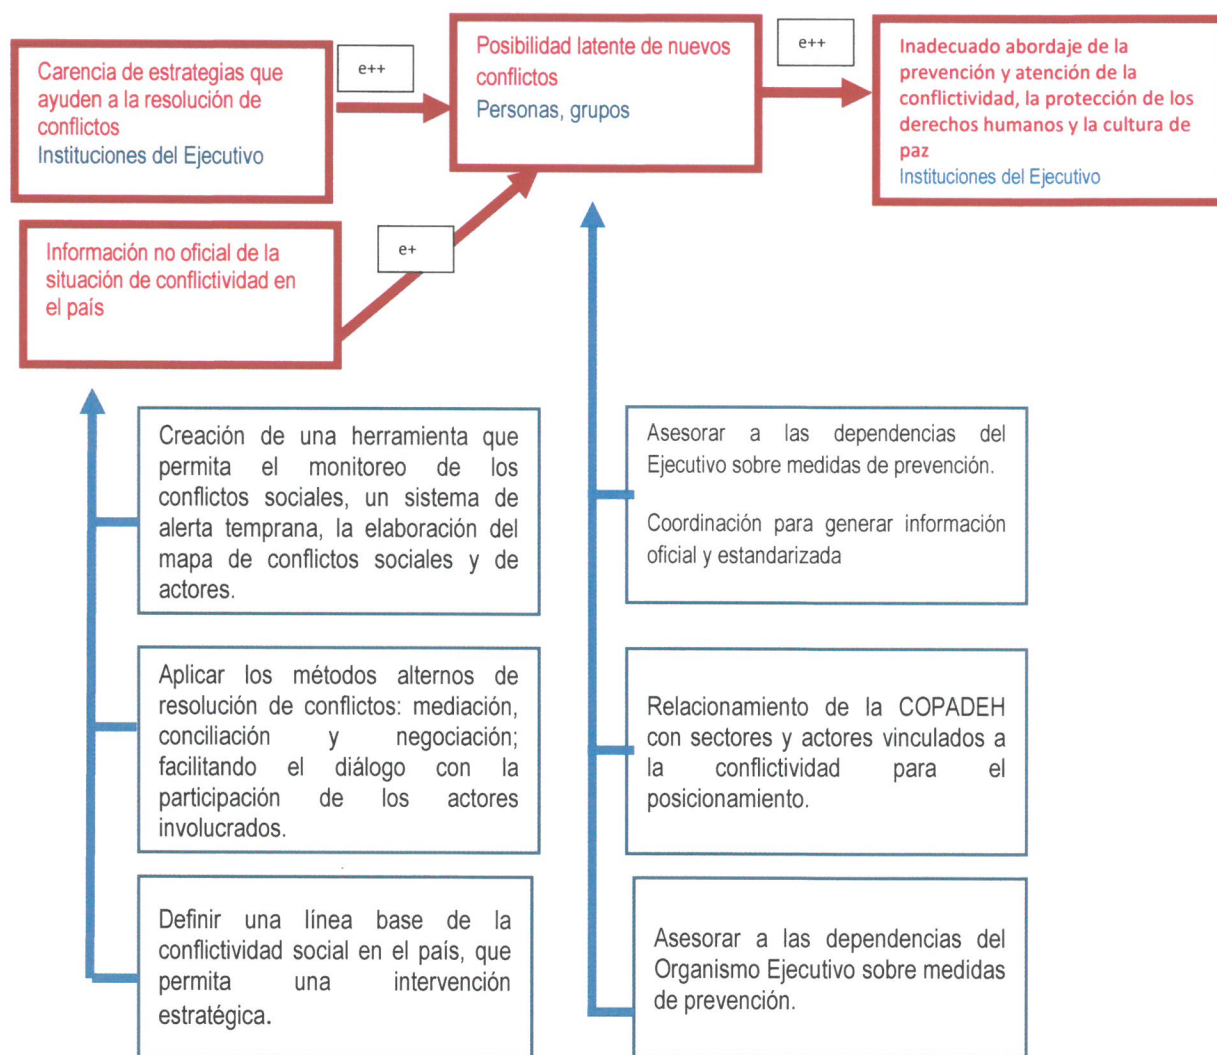 Carencia de estrategias que
ayuden a la resolución de
conflictos
Instituciones del Ejecutivo
e++
Posibilidad latente de nuevos
conflictos
Personas, grupos
e++
Inadecuado abordaje de la
prevención y atención de la
conflictividad, la protección de los
derechos humanos y la cultura de
paz
Instituciones del Ejecutivo
Información no oficial de la
situación de conflictividad en
el país
e+
Creación de una herramienta que
permita el monitoreo de los
conflictos sociales, un sistema de
alerta temprana, la elaboración del
mapa de conflictos sociales y de
actores.
Aplicar los métodos alternos de
resolución de conflictos: mediación,
conciliación y negociación;
facilitando el diálogo con la
participación de los actores
involucrados.
Definir una línea base de la
conflictividad social en el país, que
permita una intervención
estratégica.
Asesorar a las dependencias del
Ejecutivo sobre medidas de prevención.
Coordinación para generar información
oficial y estandarizada
Relacionamiento de la COPADEH
con sectores y actores vinculados a
la conflictividad para el
posicionamiento.
Asesorar a las dependencias del
Organismo Ejecutivo sobre medidas
de prevención.